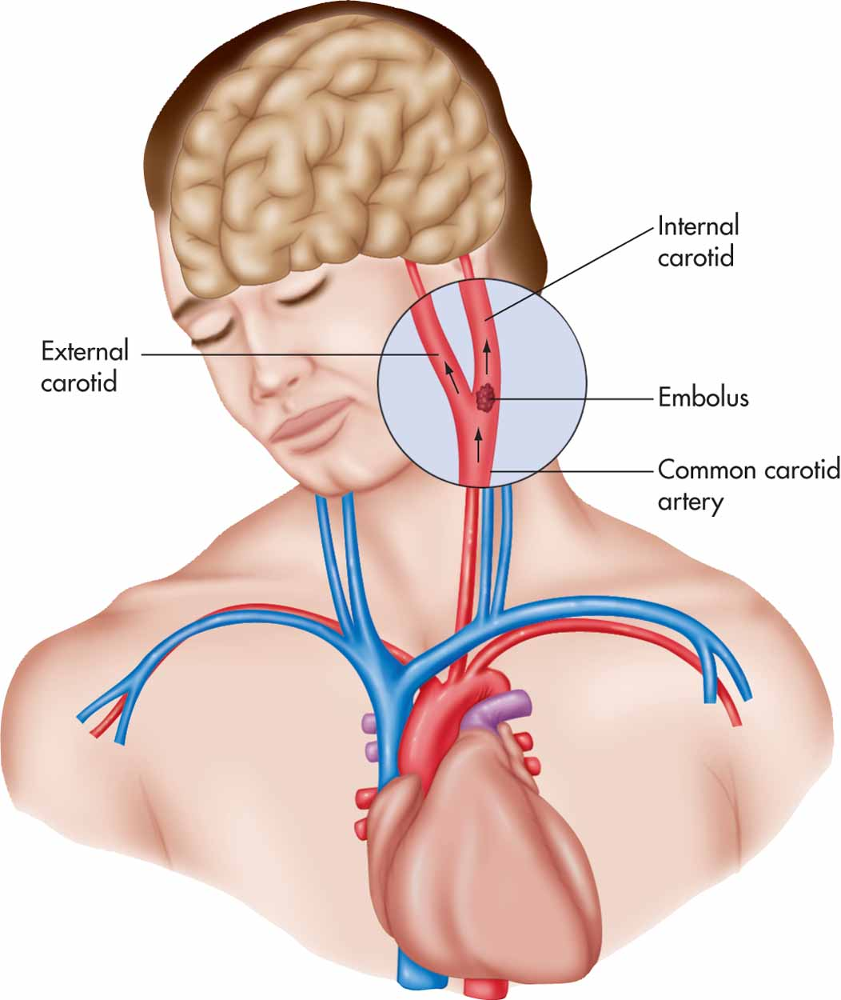 Internal
carotid
External
carotid
Embolus
Common carotid
artery